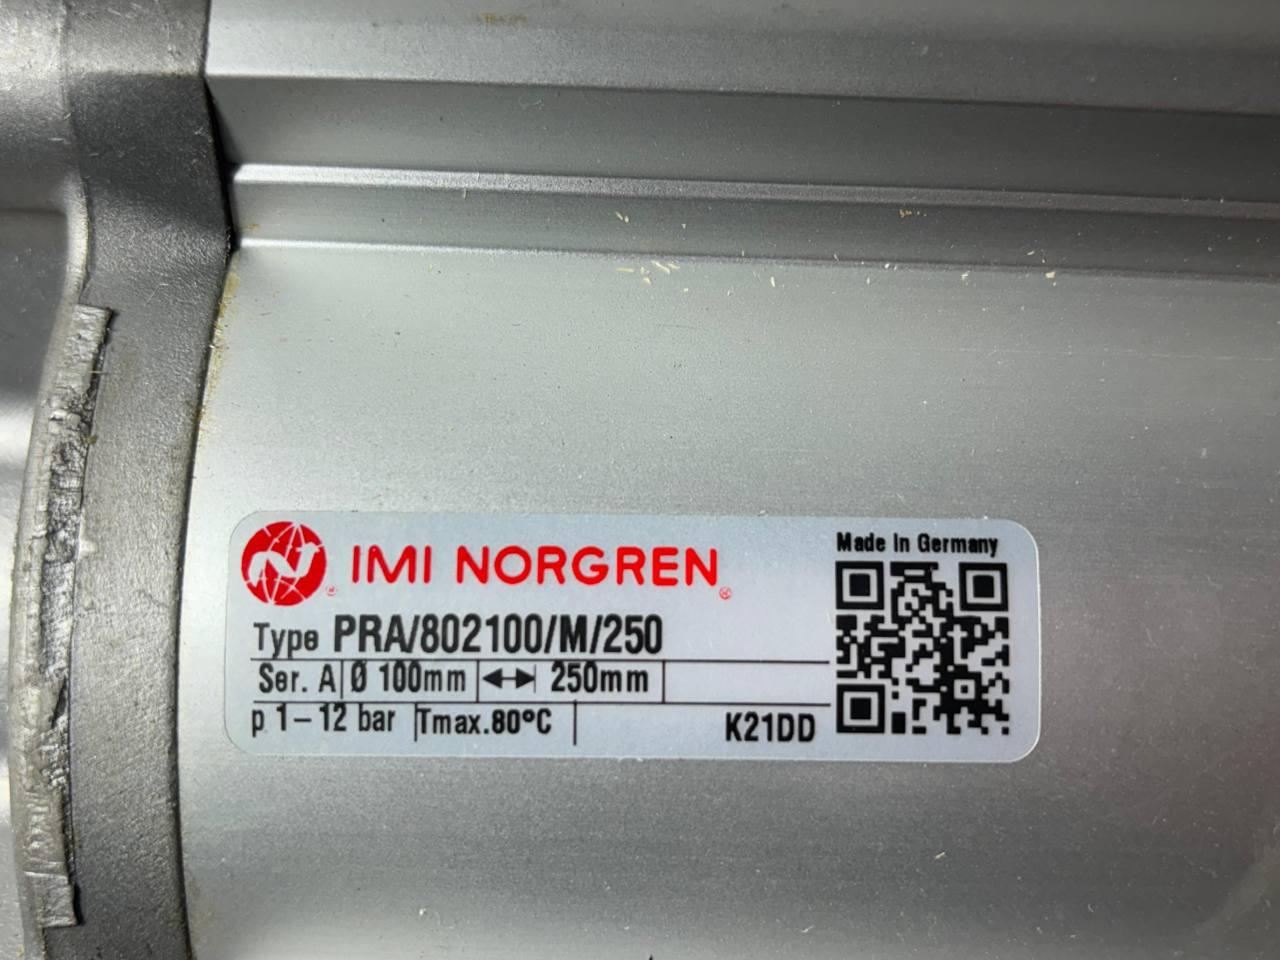 IMI NORGREN®
Made In Germany
Type PRA/802100/M/250
Ser. A Ø 100mm ↔ 250mm
p 1-12 bar Tmax.80°C K21DD